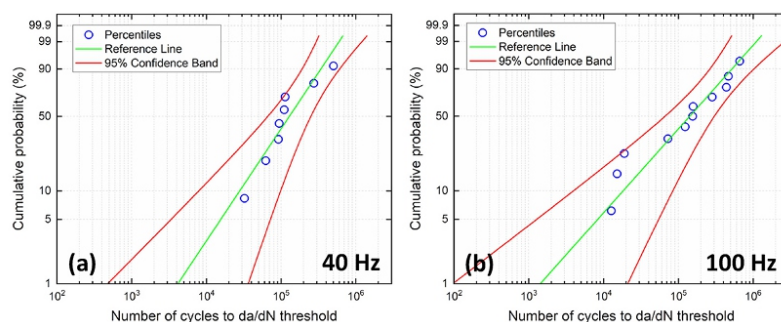 99.9
99
90
50
10
5
1
Cumulative probability (%)
Percentiles
Reference Line
95% Confidence Band
(a)
40 Hz
10²
10³
10⁴
10⁵
10⁶
Number of cycles to da/dN threshold
99.9
99
90
50
10
5
1
Cumulative probability (%)
Percentiles
Reference Line
95% Confidence Band
(b)
100 Hz
10²
10³
10⁴
10⁵
10⁶
Number of cycles to da/dN threshold